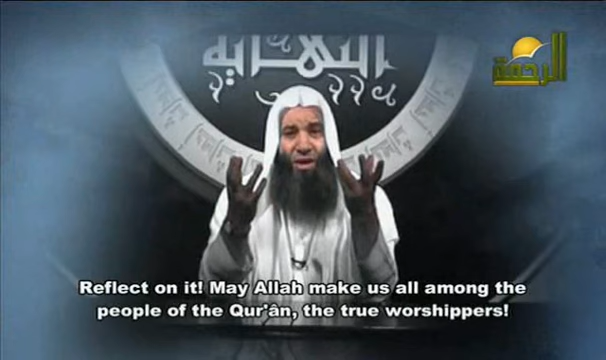 النهاية
الرحمة
Reflect on it! May Allah make us all among the
people of the Qur'ân, the true worshippers!